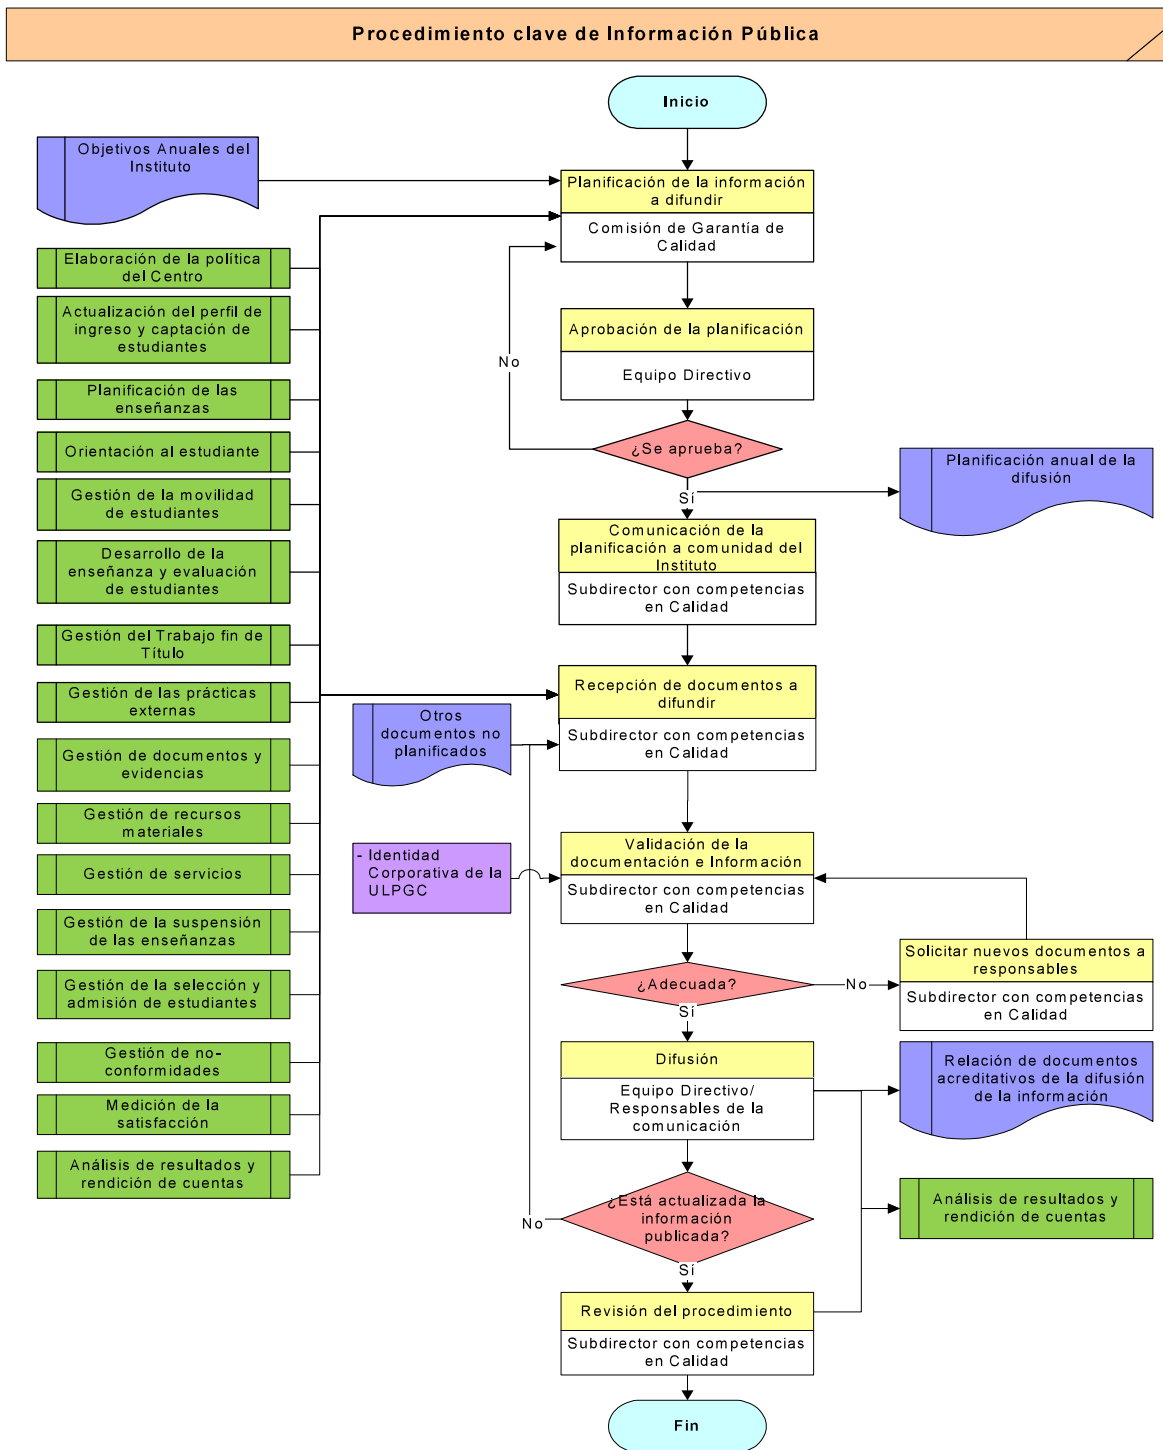 Procedimiento clave de Información Pública
Inicio
Objetivos Anuales del
Instituto
Planificación de la información
a difundir
Comisión de Garantía de
Calidad
Elaboración de la política
del Centro
Actualización del perfil de
ingreso y captación de
estudiantes
Planificación de las
enseñanzas
Orientación al estudiante
Gestión de la movilidad
de estudiantes
Desarrollo de la
enseñanza y evaluación
de estudiantes
Gestión del Trabajo fin de
Título
Gestión de las prácticas
externas
Gestión de documentos y
evidencias
Gestión de recursos
materiales
Gestión de servicios
Gestión de la suspensión
de las enseñanzas
Gestión de la selección y
admisión de estudiantes
Gestión de no-
conformidades
Medición de la
satisfacción
Análisis de resultados y
rendición de cuentas
Aprobación de la planificación
Equipo Directivo
No
¿Se aprueba?
Sí
Planificación anual de la
difusión
Comunicación de la
planificación a comunidad del
Instituto
Subdirector con competencias
en Calidad
Recepción de documentos a
difundir
Subdirector con competencias
en Calidad
Otros
documentos no
planificados
Validación de la
documentación e Información
Subdirector con competencias
en Calidad
- Identidad
Corporativa de la
ULPGC
¿Adecuada?
No
Solicitar nuevos documentos a
responsables
Subdirector con competencias
en Calidad
Sí
Difusión
Equipo Directivo/
Responsables de la
comunicación
Relación de documentos
acreditativos de la difusión
de la información
¿Está actualizada la
información
publicada?
No
Análisis de resultados y
rendición de cuentas
Sí
Revisión del procedimiento
Subdirector con competencias
en Calidad
Fin